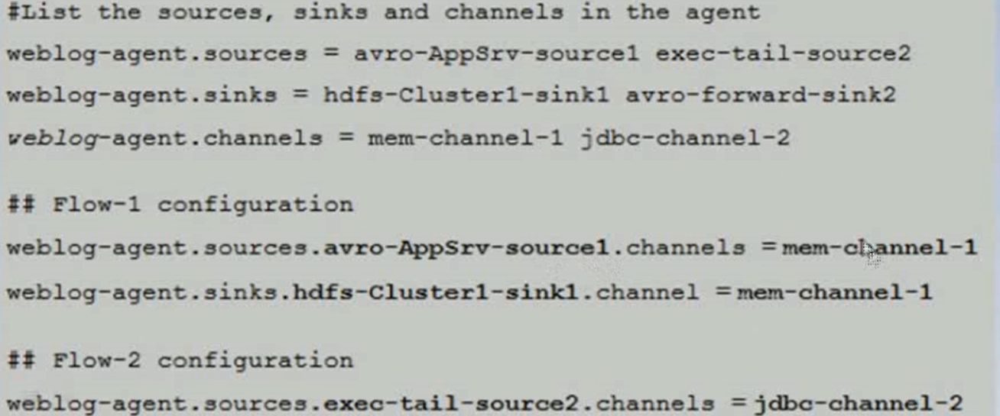 #List the sources, sinks and channels in the agent
weblog-agent.sources = avro-AppSrv-source1 exec-tail-source2
weblog-agent.sinks = hdfs-Cluster1-sink1 avro-forward-sink2
weblog-agent.channels = mem-channel-1 jdbc-channel-2
## Flow-1 configuration
weblog-agent.sources.avro-AppSrv-source1.channels = mem-channel-1
weblog-agent.sinks.hdfs-Cluster1-sink1.channel = mem-channel-1
## Flow-2 configuration
weblog-agent.sources.exec-tail-source2.channels = jdbc-channel-2